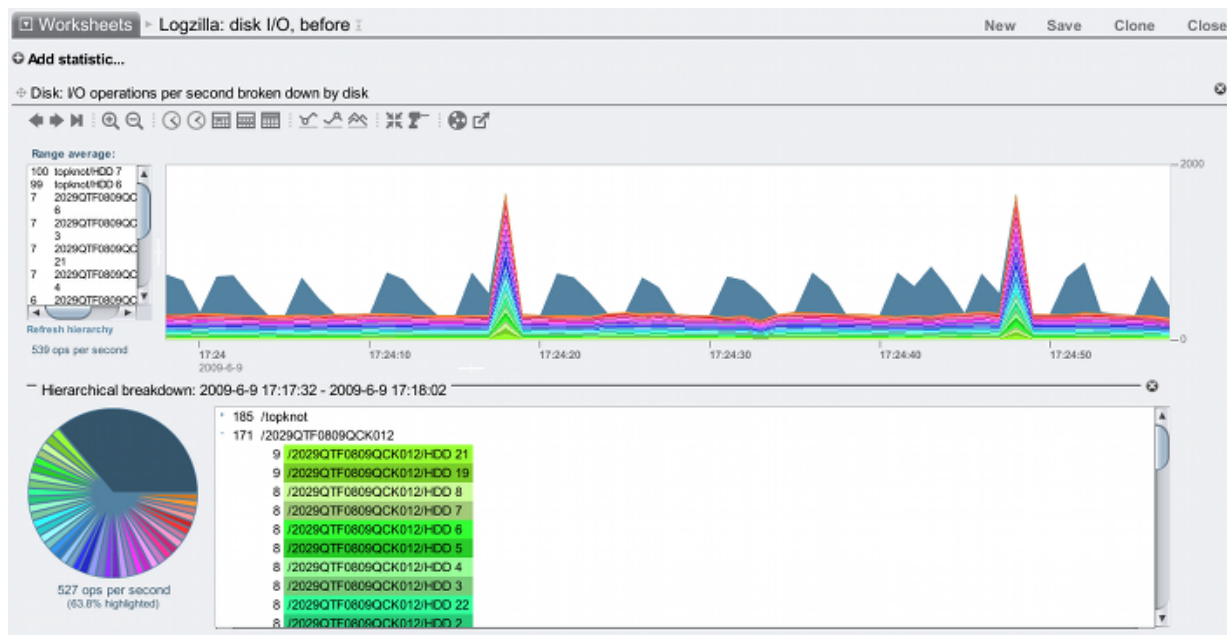 Worksheets Logzilla: disk I/O, before New Save Clone Close
Add statistic...
Disk: I/O operations per second broken down by disk
Range average:
100 topknot/HDD 7
99 topknot/HDD 6
7 2029QTF0809QC
6
7 2029QTF0809QC
3
7 2029QTF0809QC
21
7 2029QTF0809QC
4
6 2029QTF0809QC
Refresh hierarchy
539 ops per second
2000
0
17:24 17:24:10 17:24:20 17:24:30 17:24:40 17:24:50
2009-6-9
Hierarchical breakdown: 2009-6-9 17:17:32 - 2009-6-9 17:18:02
185 /topknot
171 /2029QTF0809QCK012
9 /2029QTF0809QCK012/HDD 21
9 /2029QTF0809QCK012/HDD 19
8 /2029QTF0809QCK012/HDD 8
8 /2029QTF0809QCK012/HDD 7
8 /2029QTF0809QCK012/HDD 6
8 /2029QTF0809QCK012/HDD 5
8 /2029QTF0809QCK012/HDD 4
8 /2029QTF0809QCK012/HDD 3
8 /2029QTF0809QCK012/HDD 22
8 /2029QTF0809QCK012/HDD 2
527 ops per second
(63.8% highlighted)